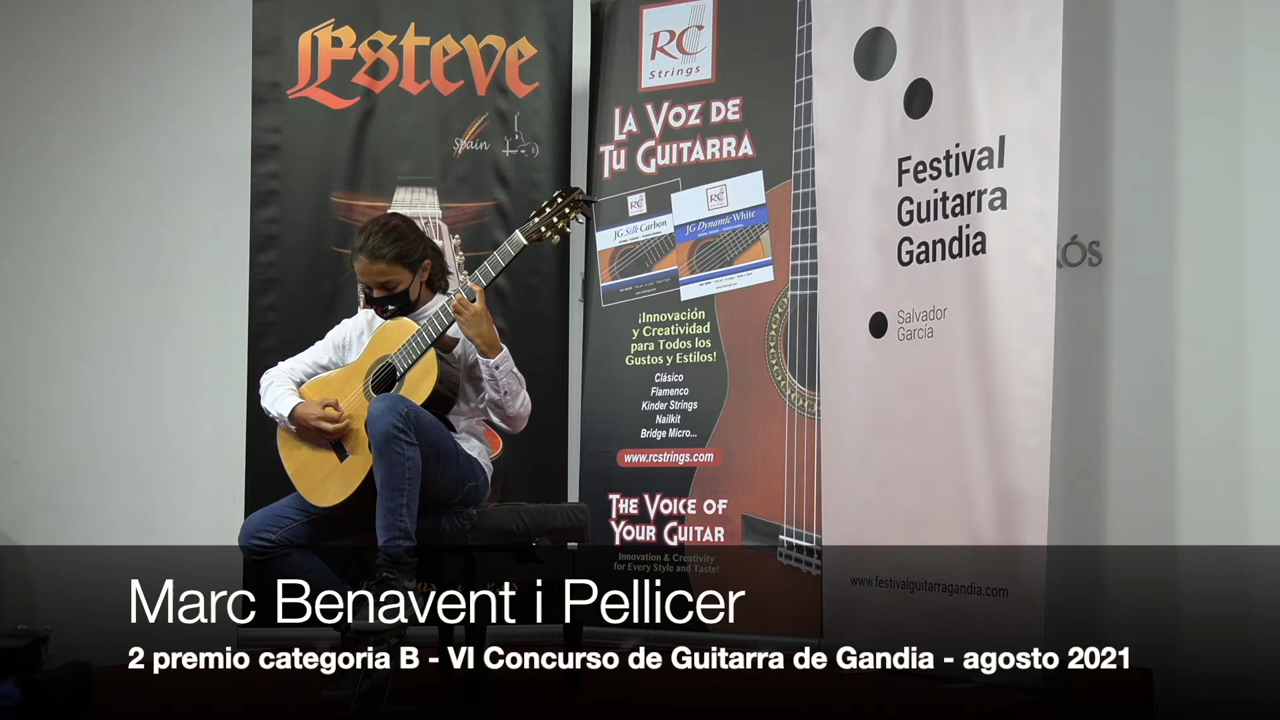 Esteve
Spain
RC
Strings
LA VOZ DE
TU GUITARRA
RC
JG Silk Carbon
RC
JG Dynamic White
¡Innovación
y Creatividad
para Todos los
Gustos y Estilos!
Clásico
Flamenco
Kinder Strings
Nailkit
Bridge Micro...
www.rcstrings.com
THE VOICE OF
YOUR GUITAR
Innovation & Creativity
for Every Style and Taste!
Festival
Guitarra
Gandia
Salvador
García
www.festivalguitarragandia.com
Marc Benavent i Pellicer
2 premio categoria B - VI Concurso de Guitarra de Gandia - agosto 2021